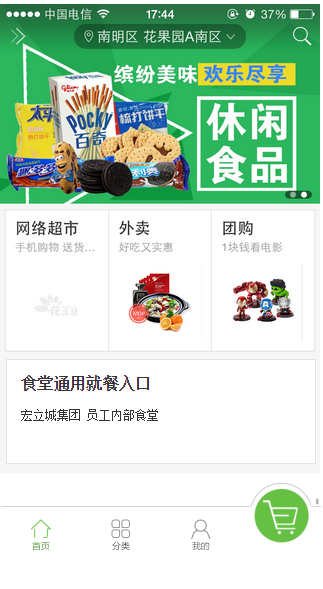 中国电信 17:44 37%
南明区 花果园A南区
缤纷美味 欢乐尽享
休闲
食品
Glico
POCKY
百奇
太平
梳打饼干
奥利奥
网络超市 外卖 团购
手机购物 送货... 好吃又实惠 1块钱看电影
NEW
食堂通用就餐入口
宏立城集团 员工内部食堂
首页 分类 我的